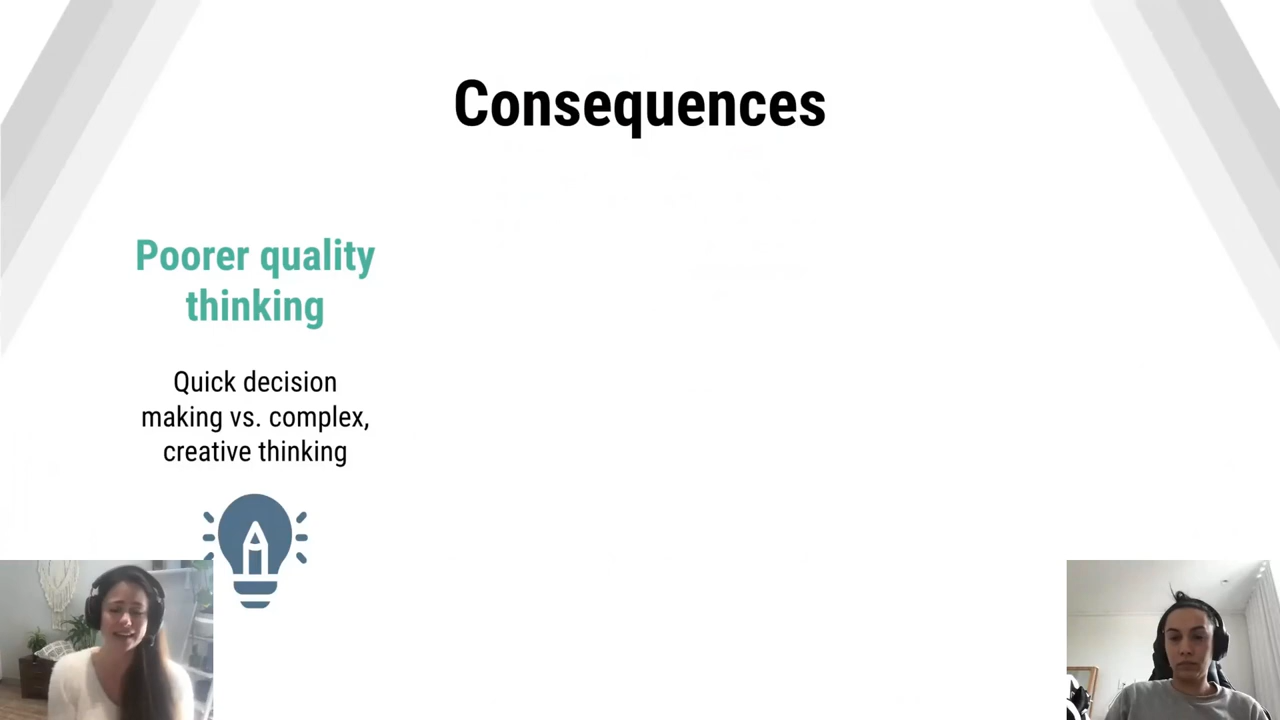 Consequences
Poorer quality
thinking
Quick decision
making vs. complex,
creative thinking